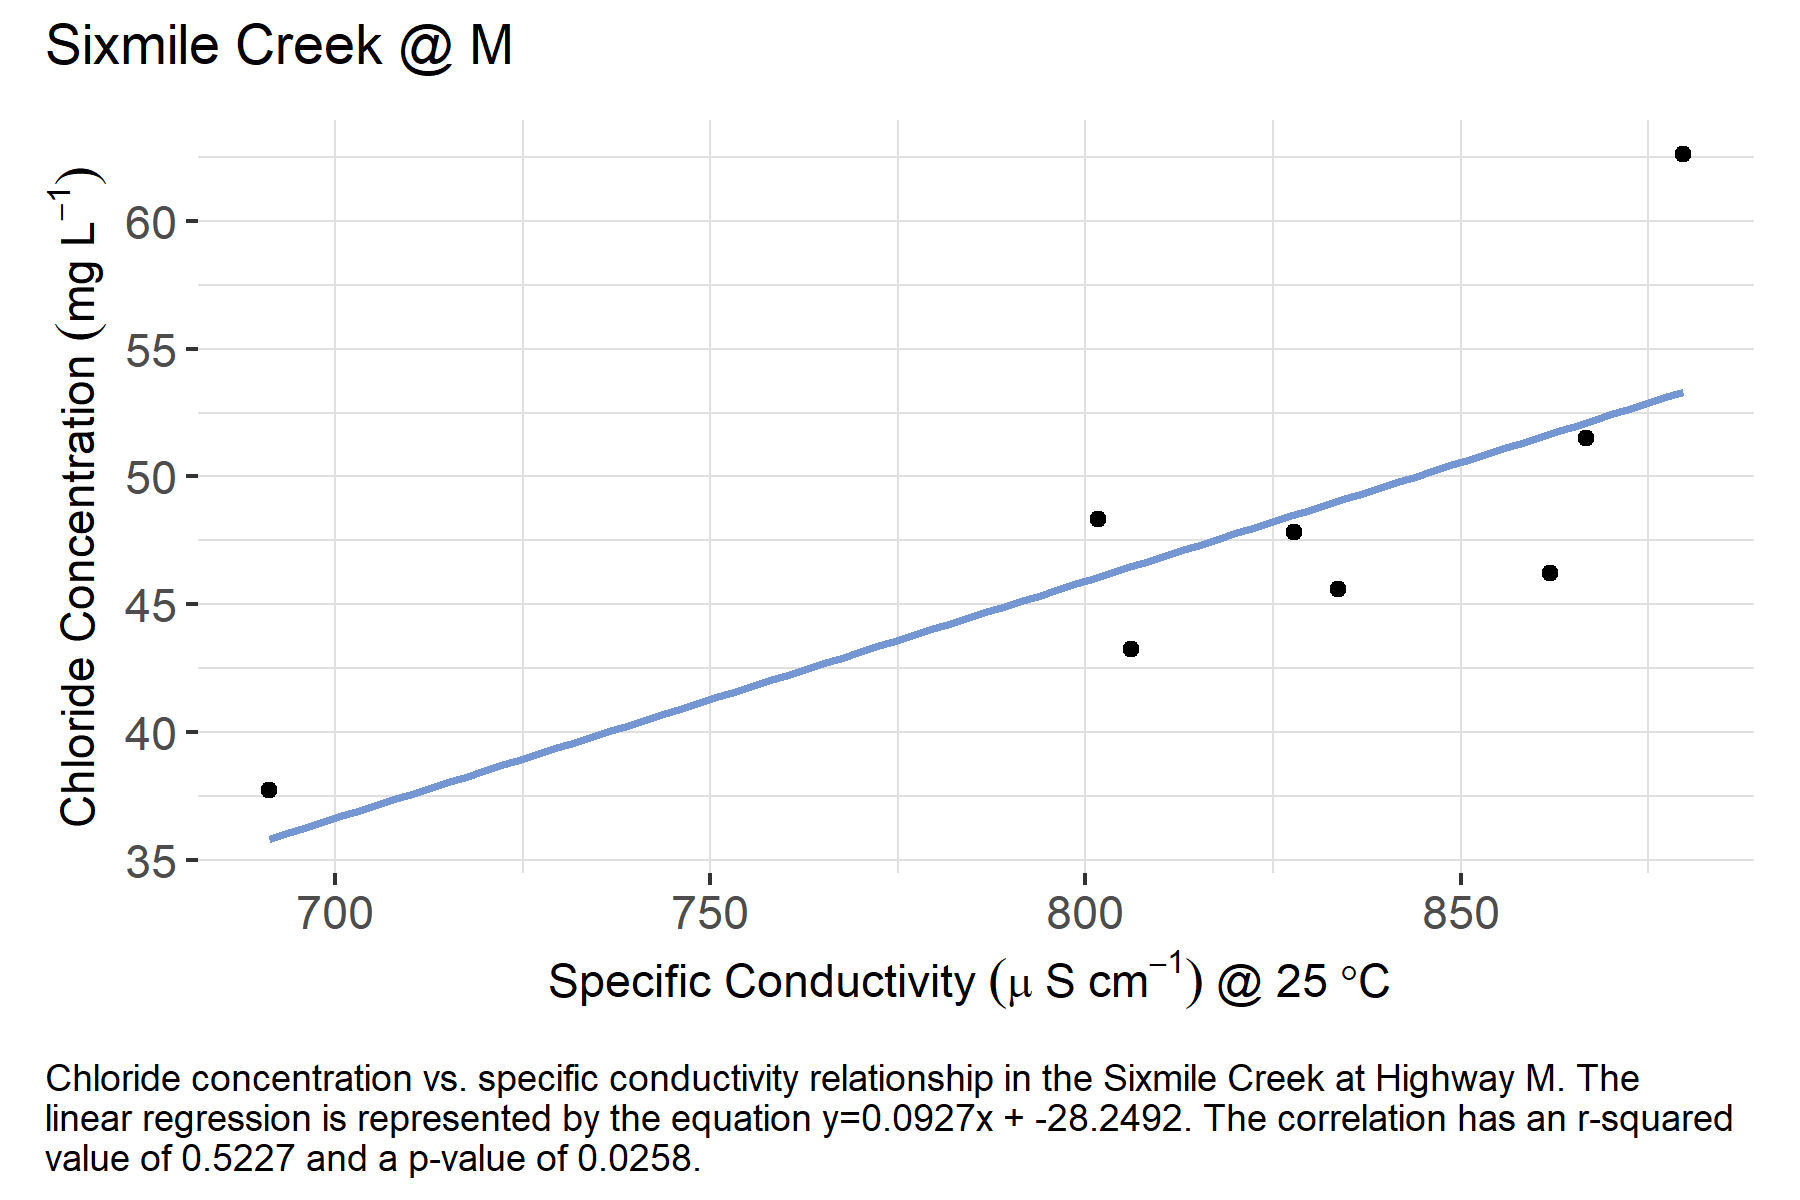 Sixmile Creek @ M
Chloride Concentration (mg L⁻¹)
60
55
50
45
40
35
700 750 800 850
Specific Conductivity (μ S cm⁻¹) @ 25 °C
Chloride concentration vs. specific conductivity relationship in the Sixmile Creek at Highway M. The
linear regression is represented by the equation y=0.0927x + -28.2492. The correlation has an r-squared
value of 0.5227 and a p-value of 0.0258.